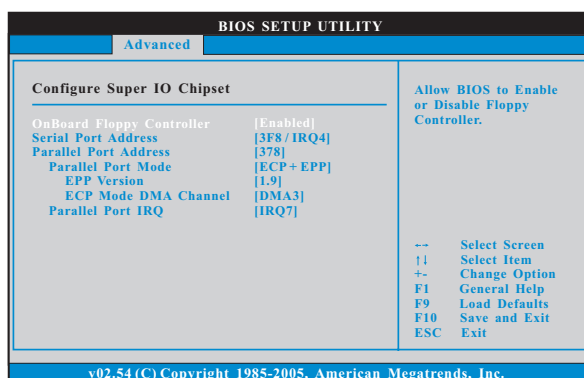 BIOS SETUP UTILITY
Advanced
Configure Super IO Chipset
OnBoard Floppy Controller [Enabled]
Serial Port Address [3F8 / IRQ4]
Parallel Port Address [378]
Parallel Port Mode [ECP + EPP]
EPP Version [1.9]
ECP Mode DMA Channel [DMA3]
Parallel Port IRQ [IRQ7]
Allow BIOS to Enable
or Disable Floppy
Controller.
←→ Select Screen
↑↓ Select Item
+- Change Option
F1 General Help
F9 Load Defaults
F10 Save and Exit
ESC Exit
v02.54 (C) Copyright 1985-2005, American Megatrends, Inc.